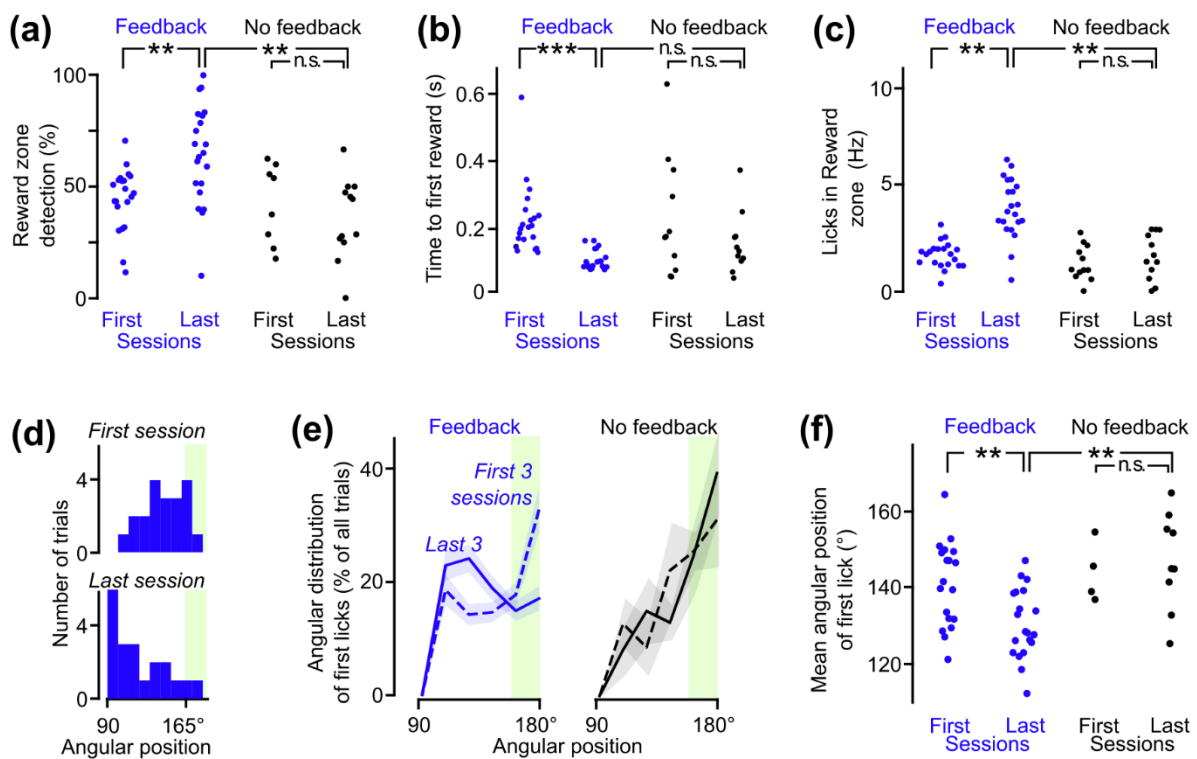 (a)
Feedback
No feedback
**
**
n.s.
Reward zone
detection (%)
100
50
0
First
Last
First
Last
Sessions
Sessions
(b)
Feedback
No feedback
***
n.s.
n.s.
Time to first reward (s)
0.6
0.4
0.2
0
First
Last
First
Last
Sessions
Sessions
(c)
Feedback
No feedback
**
**
n.s.
Licks in Reward
zone (Hz)
10
5
0
First
Last
First
Last
Sessions
Sessions
(d)
First session
Number of trials
4
0
Last session
4
0
90
165°
Angular position
(e)
Feedback
No feedback
Angular distribution
of first licks (% of all trials)
40
20
0
First 3
sessions
Last 3
90
180°
90
180°
Angular position
(f)
Feedback
No feedback
**
**
n.s.
Mean angular position
of first lick (°)
160
140
120
First
Last
First
Last
Sessions
Sessions